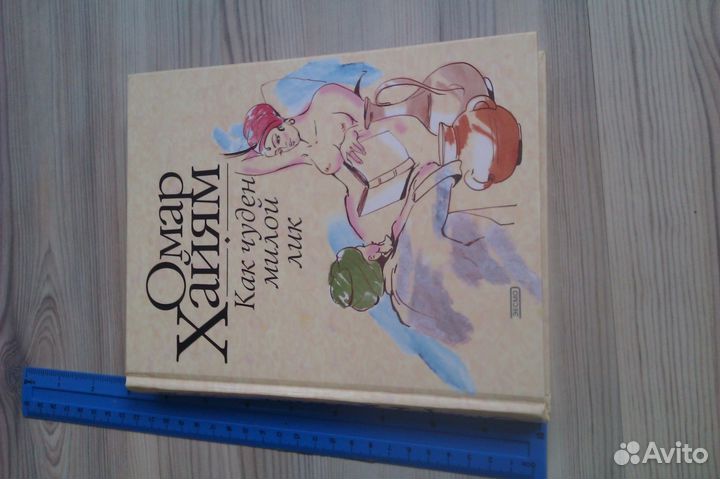 Омар
Хайям
Как чуден
милой
лик
ЭКСМО
Avito